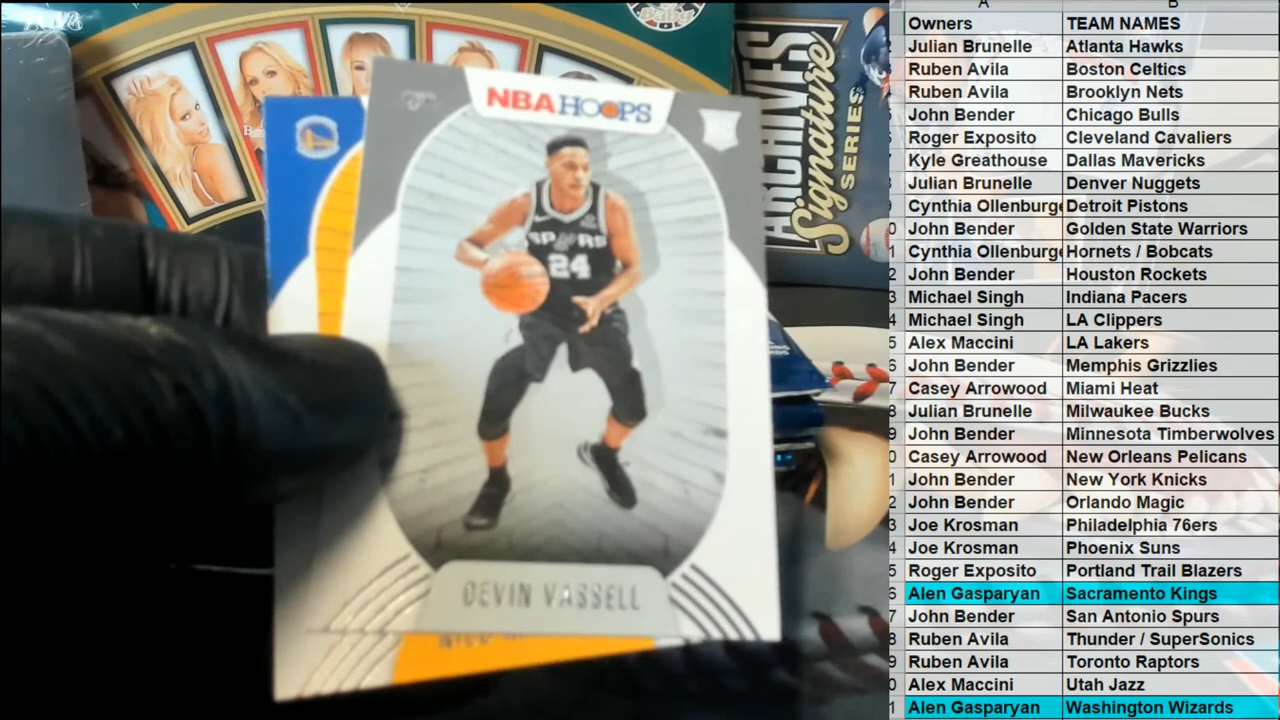 NBA HOOPS
RC
SPURS
24
DEVIN VASSELL
ARCHIVES
Signature
SERIES
A B
Owners TEAM NAMES
Julian Brunelle Atlanta Hawks
Ruben Avila Boston Celtics
Ruben Avila Brooklyn Nets
John Bender Chicago Bulls
Roger Exposito Cleveland Cavaliers
Kyle Greathouse Dallas Mavericks
Julian Brunelle Denver Nuggets
Cynthia Ollenburge Detroit Pistons
John Bender Golden State Warriors
Cynthia Ollenburge Hornets / Bobcats
John Bender Houston Rockets
Michael Singh Indiana Pacers
Michael Singh LA Clippers
Alex Maccini LA Lakers
John Bender Memphis Grizzlies
Casey Arrowood Miami Heat
Julian Brunelle Milwaukee Bucks
John Bender Minnesota Timberwolves
Casey Arrowood New Orleans Pelicans
John Bender New York Knicks
John Bender Orlando Magic
Joe Krosman Philadelphia 76ers
Joe Krosman Phoenix Suns
Roger Exposito Portland Trail Blazers
Alen Gasparyan Sacramento Kings
John Bender San Antonio Spurs
Ruben Avila Thunder / SuperSonics
Ruben Avila Toronto Raptors
Alex Maccini Utah Jazz
Alen Gasparyan Washington Wizards